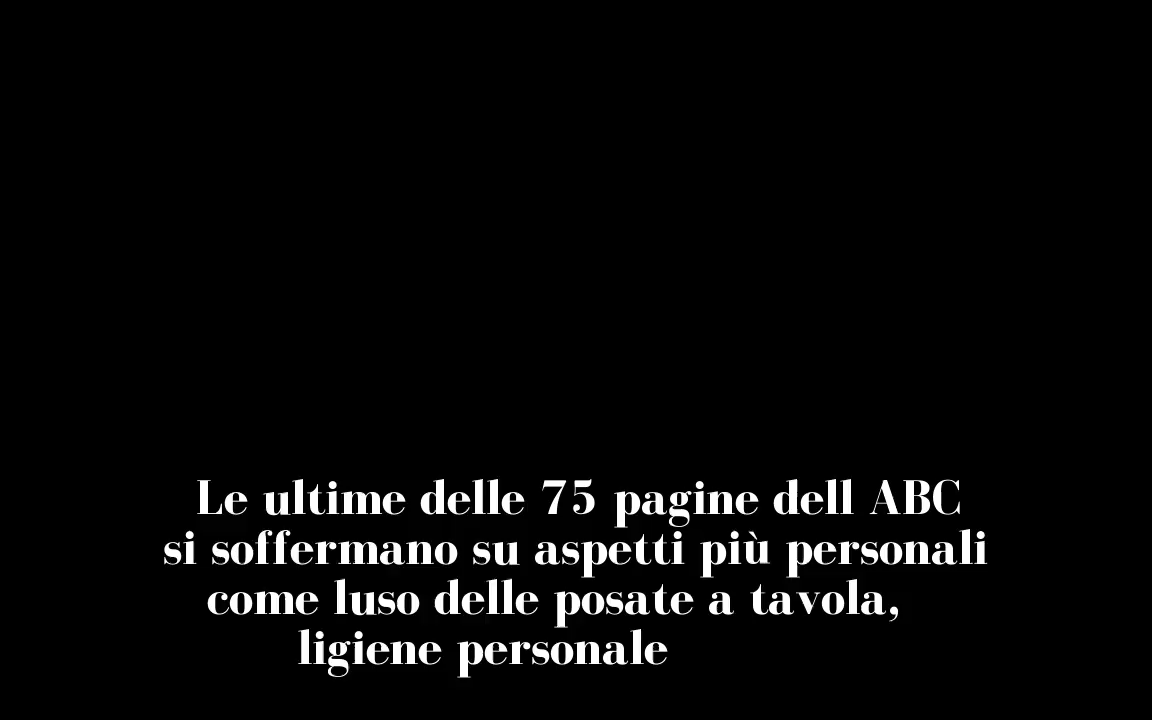 Le ultime delle 75 pagine dell ABC
si soffermano su aspetti più personali
come luso delle posate a tavola,
ligiene personale